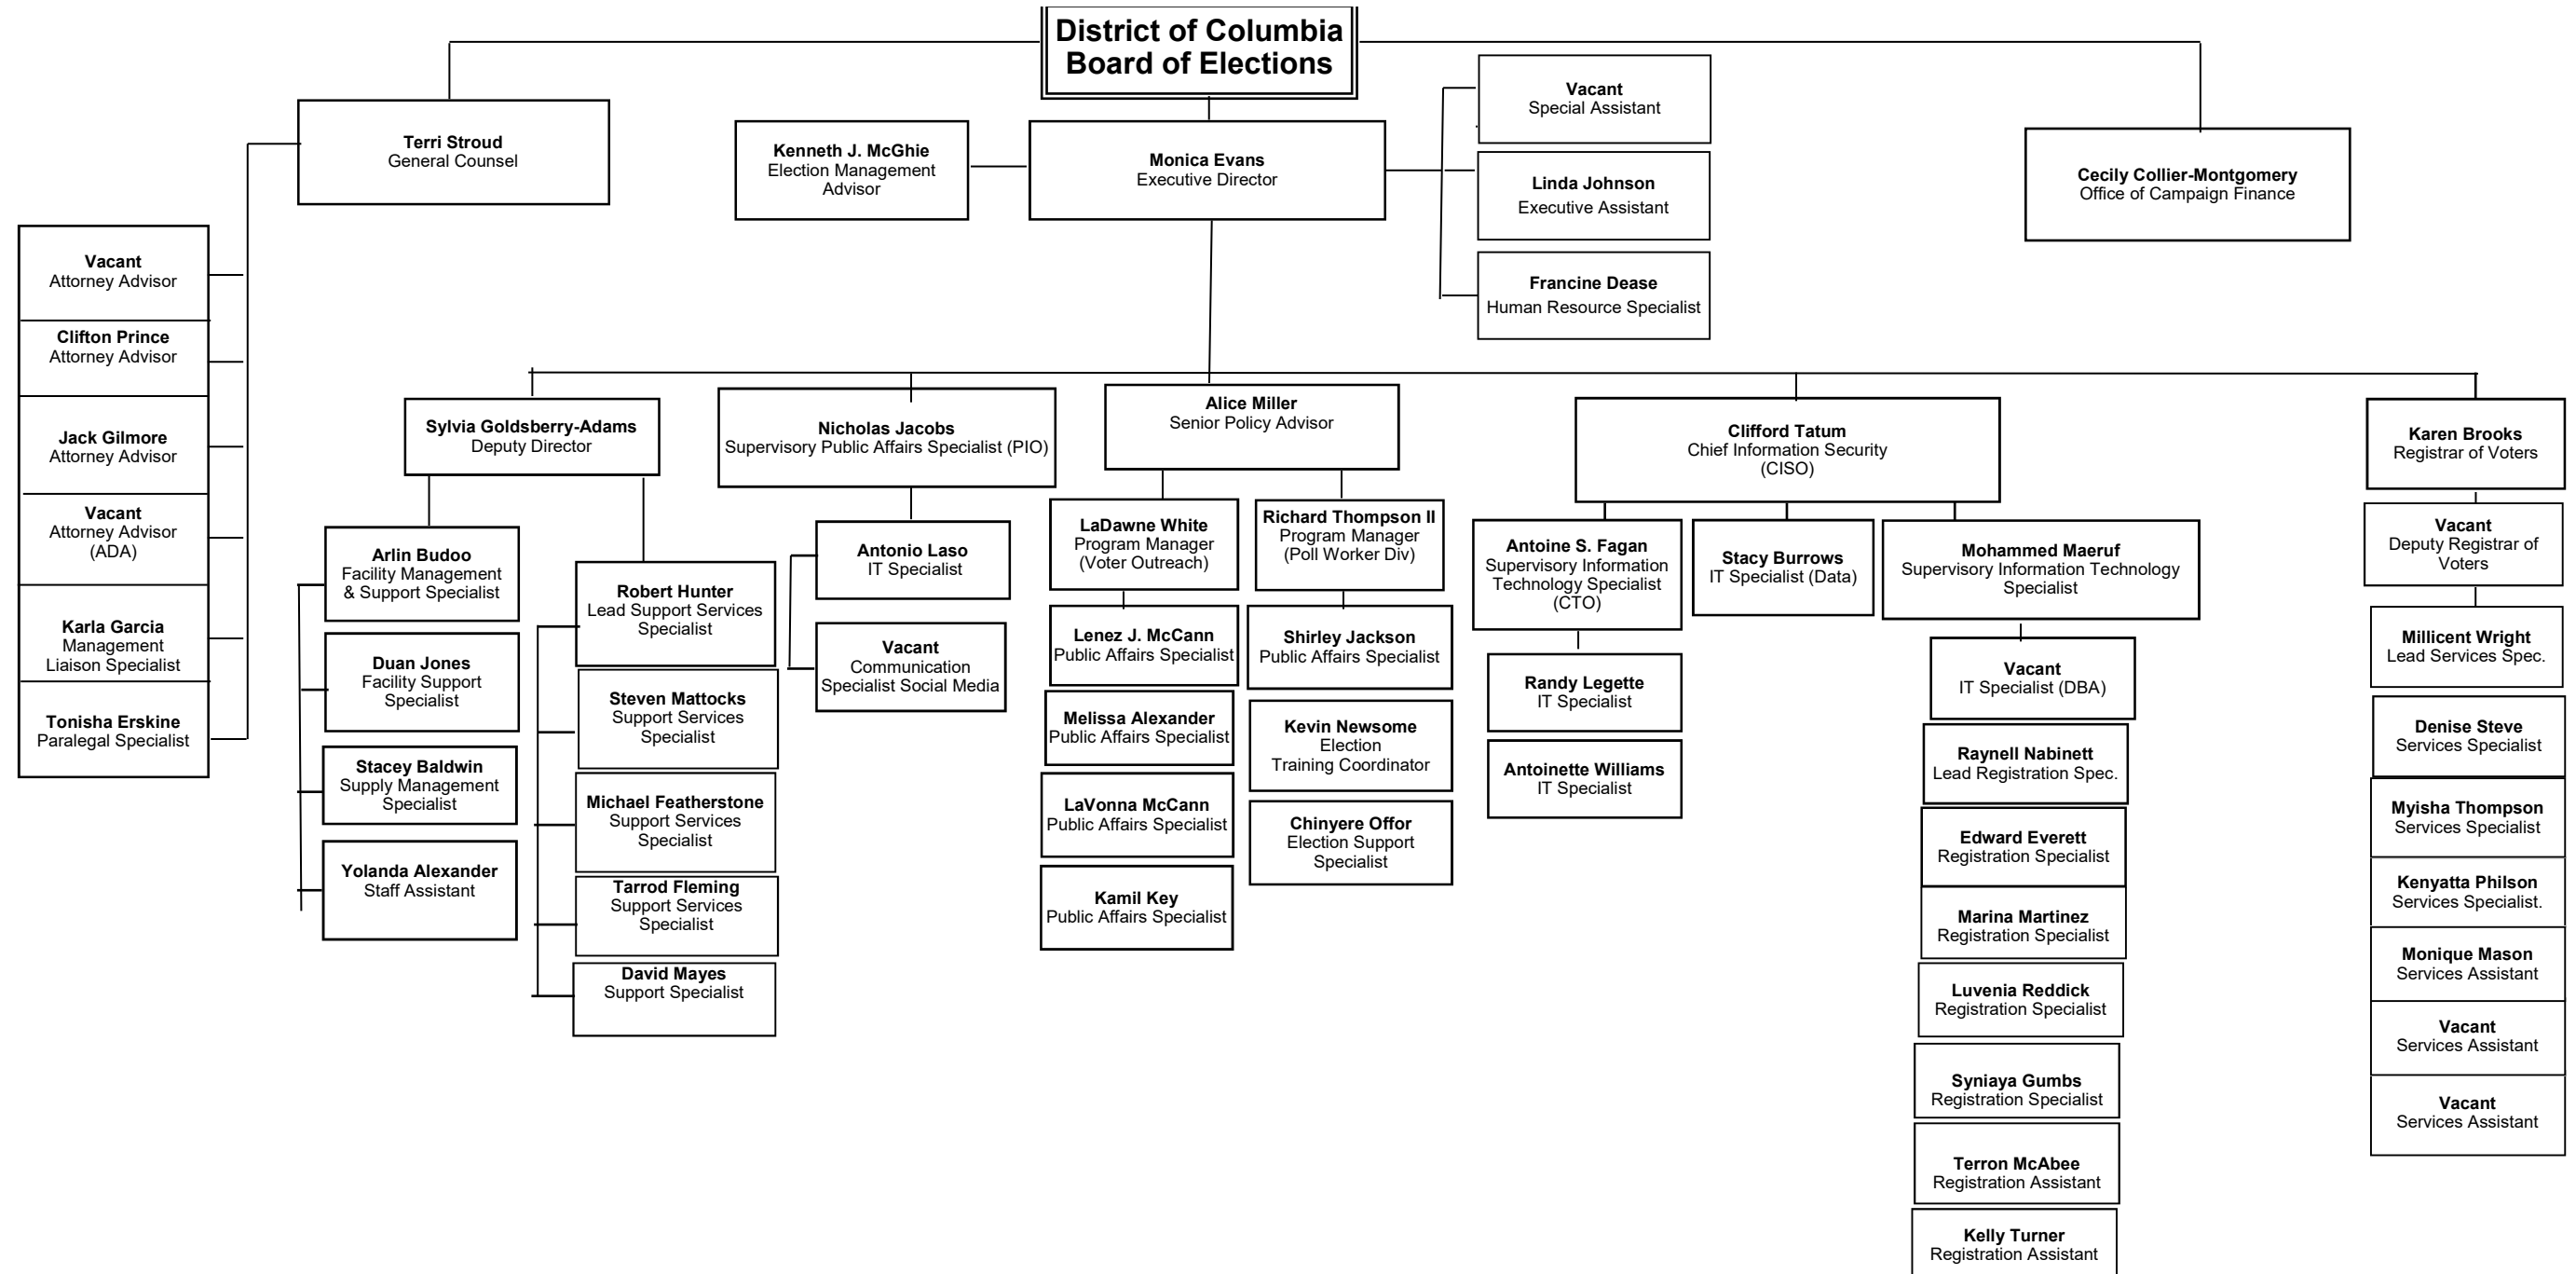 District of Columbia
Board of Elections
Terri Stroud
General Counsel
Kenneth J. McGhie
Election Management
Advisor
Monica Evans
Executive Director
Vacant
Special Assistant
Linda Johnson
Executive Assistant
Francine Dease
Human Resource Specialist
Cecily Collier-Montgomery
Office of Campaign Finance
Vacant
Attorney Advisor
Clifton Prince
Attorney Advisor
Jack Gilmore
Attorney Advisor
Vacant
Attorney Advisor
(ADA)
Karla Garcia
Management
Liaison Specialist
Tonisha Erskine
Paralegal Specialist
Sylvia Goldsberry-Adams
Deputy Director
Arlin Budoo
Facility Management
& Support Specialist
Duan Jones
Facility Support
Specialist
Stacey Baldwin
Supply Management
Specialist
Yolanda Alexander
Staff Assistant
Robert Hunter
Lead Support Services
Specialist
Steven Mattocks
Support Services
Specialist
Michael Featherstone
Support Services
Specialist
Tarrod Fleming
Support Services
Specialist
David Mayes
Support Specialist
Nicholas Jacobs
Supervisory Public Affairs Specialist (PIO)
Antonio Laso
IT Specialist
Vacant
Communication
Specialist Social Media
Alice Miller
Senior Policy Advisor
LaDawne White
Program Manager
(Voter Outreach)
Lenez J. McCann
Public Affairs Specialist
Melissa Alexander
Public Affairs Specialist
LaVonna McCann
Public Affairs Specialist
Kamil Key
Public Affairs Specialist
Richard Thompson II
Program Manager
(Poll Worker Div)
Shirley Jackson
Public Affairs Specialist
Kevin Newsome
Election
Training Coordinator
Chinyere Offor
Election Support
Specialist
Clifford Tatum
Chief Information Security
(CISO)
Antoine S. Fagan
Supervisory Information
Technology Specialist
(CTO)
Randy Legette
IT Specialist
Antoinette Williams
IT Specialist
Stacy Burrows
IT Specialist (Data)
Mohammed Maeruf
Supervisory Information Technology
Specialist
Vacant
IT Specialist (DBA)
Raynell Nabinett
Lead Registration Spec.
Edward Everett
Registration Specialist
Marina Martinez
Registration Specialist
Luvenia Reddick
Registration Specialist
Syniaya Gumbs
Registration Specialist
Terron McAbee
Registration Assistant
Kelly Turner
Registration Assistant
Karen Brooks
Registrar of Voters
Vacant
Deputy Registrar of
Voters
Millicent Wright
Lead Services Spec.
Denise Steve
Services Specialist
Myisha Thompson
Services Specialist
Kenyatta Philson
Services Specialist.
Monique Mason
Services Assistant
Vacant
Services Assistant
Vacant
Services Assistant